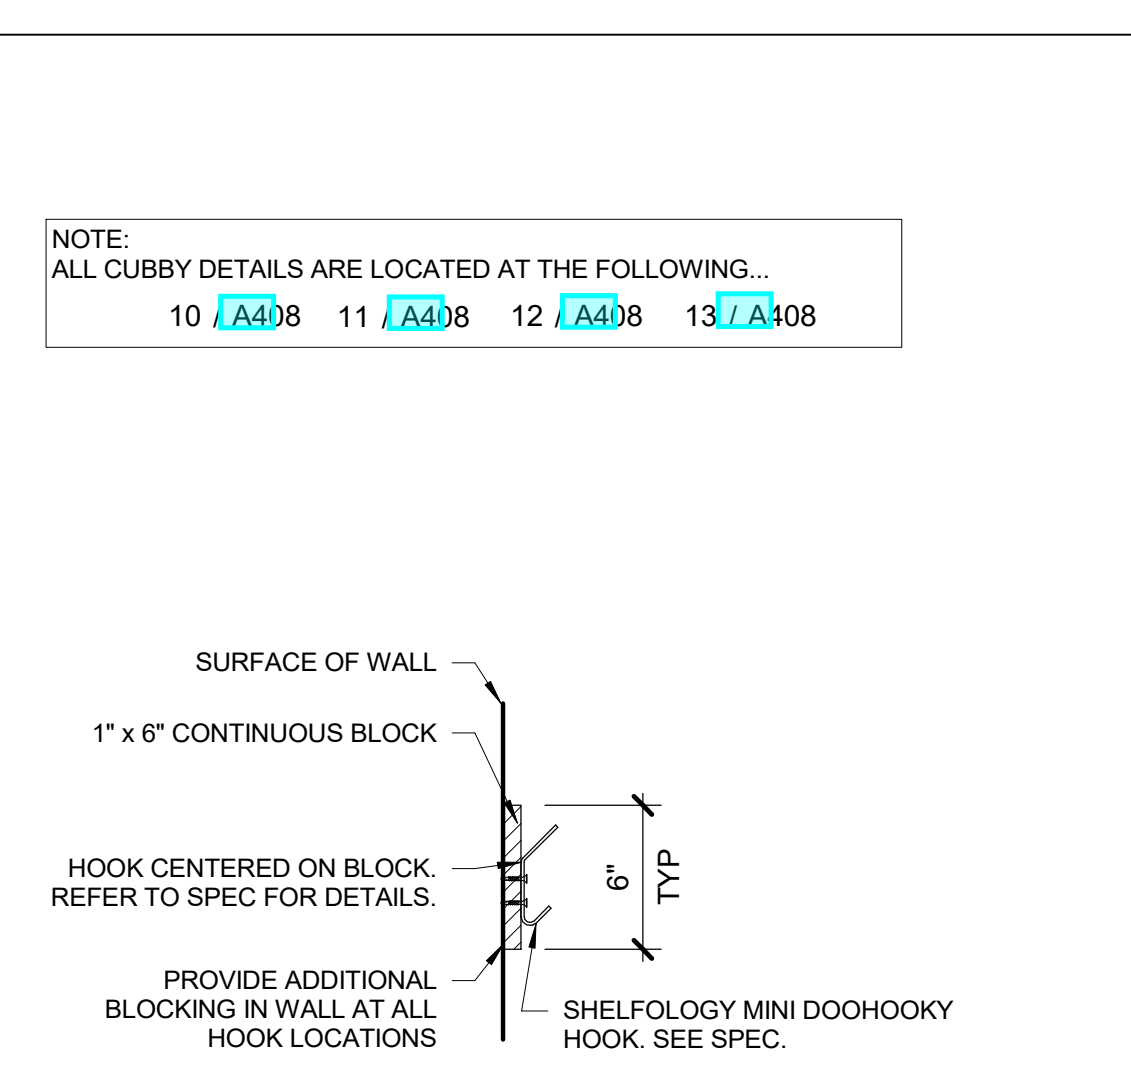 NOTE:
ALL CUBBY DETAILS ARE LOCATED AT THE FOLLOWING...
10 / A408 11 / A408 12 / A408 13 / A408
SURFACE OF WALL
1" x 6" CONTINUOUS BLOCK
HOOK CENTERED ON BLOCK.
REFER TO SPEC FOR DETAILS.
6"
TYP
PROVIDE ADDITIONAL
BLOCKING IN WALL AT ALL
HOOK LOCATIONS
SHELFOLOGY MINI DOOHOOKY
HOOK. SEE SPEC.